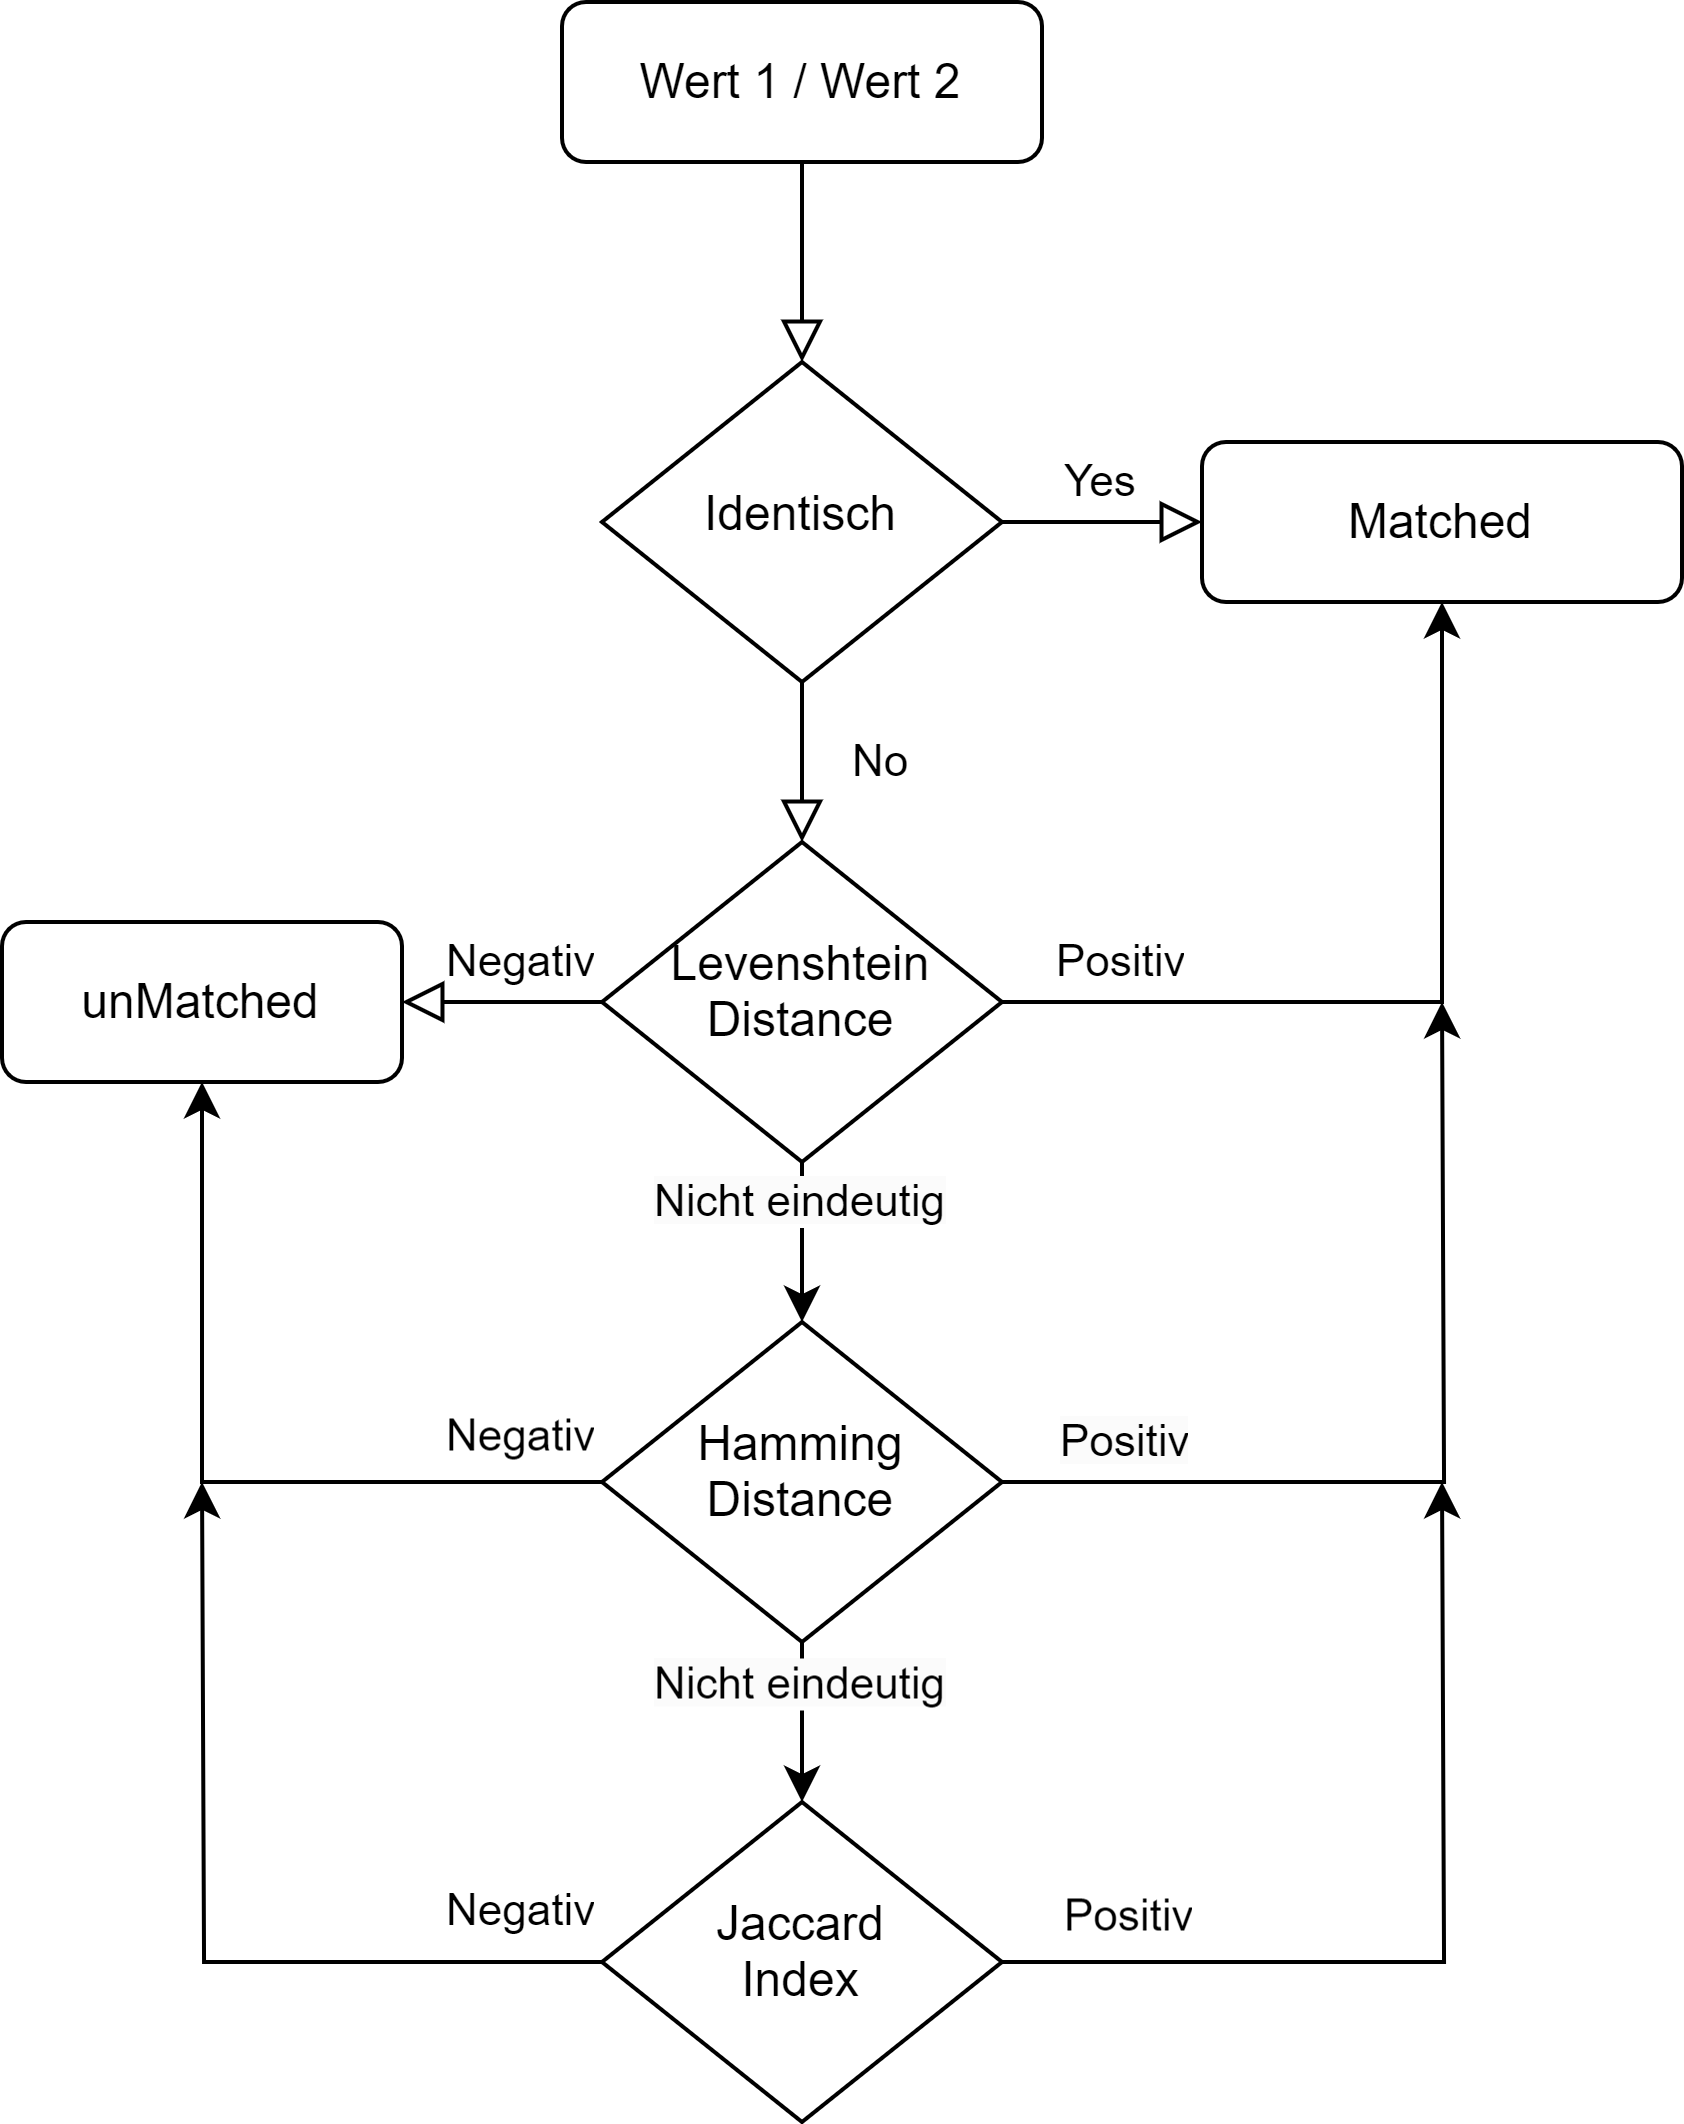 Wert 1 / Wert 2
Identisch
Yes
Matched
No
unMatched
Negativ
Levenshtein
Distance
Positiv
Nicht eindeutig
Negativ
Hamming
Distance
Positiv
Nicht eindeutig
Negativ
Jaccard
Index
Positiv